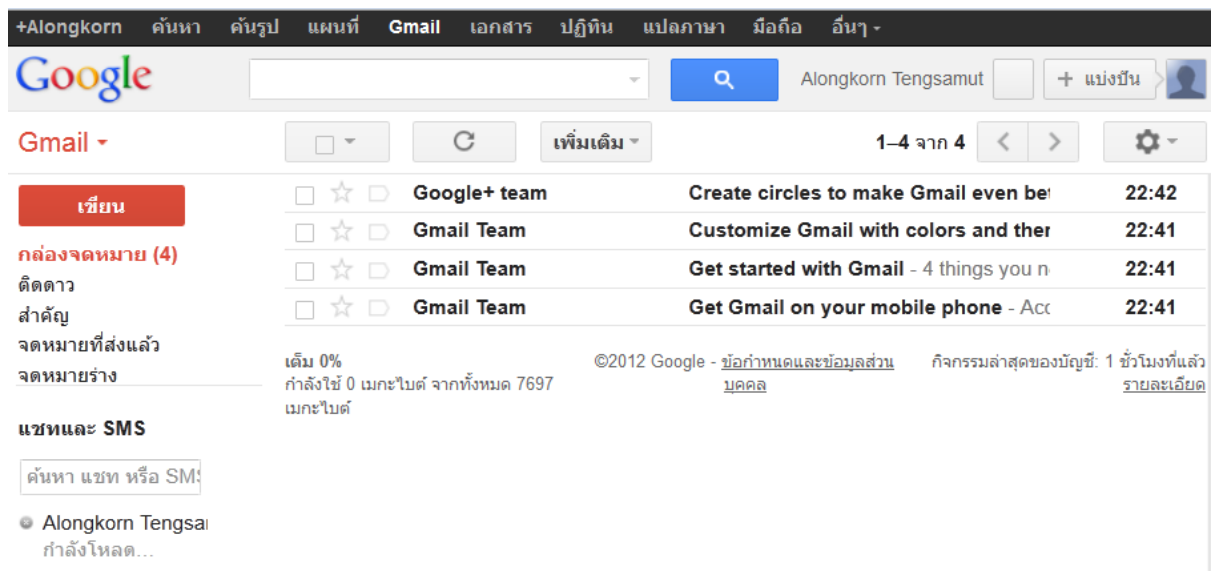 +Alongkorn ค้นหา ค้นรูป แผนที่ Gmail เอกสาร ปฏิทิน แปลภาษา มือถือ อื่นๆ
Google Alongkorn Tengsamut + แบ่งปัน
Gmail เพิ่มเติม 1–4 จาก 4
เขียน
กล่องจดหมาย (4)
ติดดาว
สำคัญ
จดหมายที่ส่งแล้ว
จดหมายร่าง
แชทและ SMS
ค้นหา แชท หรือ SMS
Alongkorn Tengsa
กำลังโหลด...
Google+ team Create circles to make Gmail even 22:42
Gmail Team Customize Gmail with colors and 22:41
Gmail Team Get started with Gmail - 4 things you 22:41
Gmail Team Get Gmail on your mobile phone - 22:41
เต็ม 0%
กำลังใช้ 0 เมกะไบต์ จากทั้งหมด 7697
เมกะไบต์
©2012 Google - ข้อกำหนดและข้อมูลส่วน
บุคคล
กิจกรรมล่าสุดของบัญชี: 1 ชั่วโมงที่แล้ว
รายละเอียด